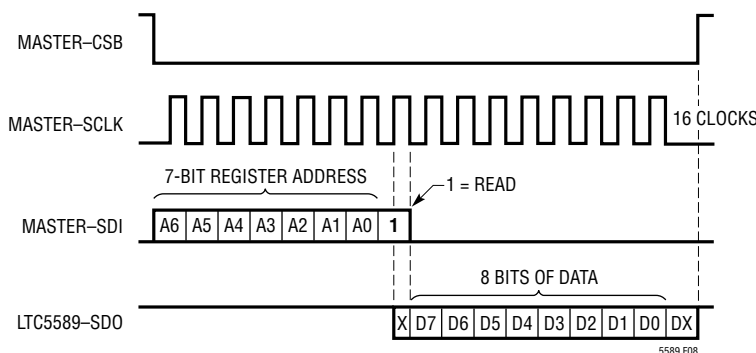 MASTER–CSB
MASTER–SCLK
16 CLOCKS
7-BIT REGISTER ADDRESS
1 = READ
MASTER–SDI
A6 A5 A4 A3 A2 A1 A0 1
8 BITS OF DATA
LTC5589–SDO
X D7 D6 D5 D4 D3 D2 D1 D0 DX
5589 F08